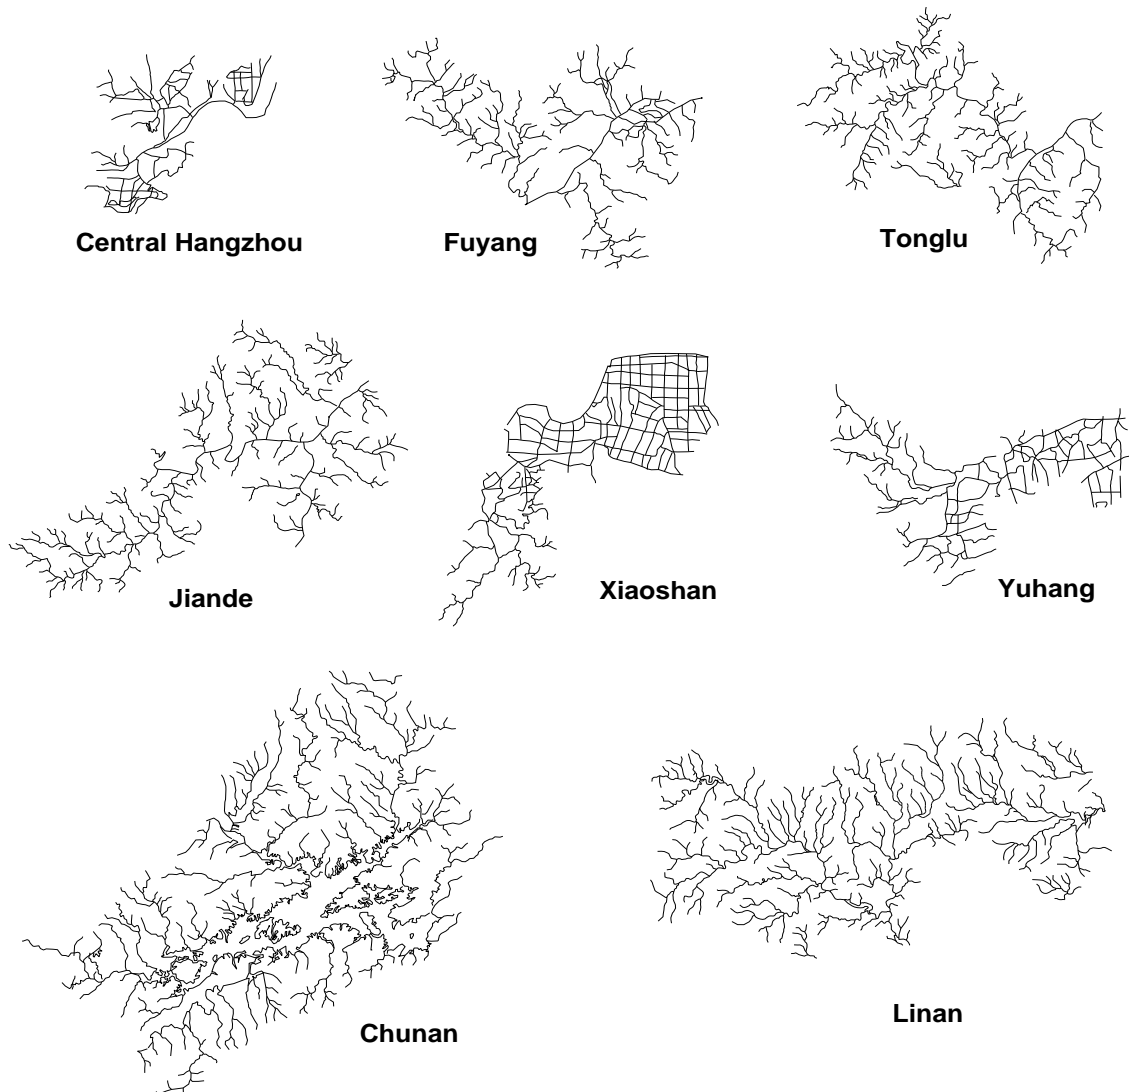 Central Hangzhou
Fuyang
Tonglu
Jiande
Xiaoshan
Yuhang
Chunan
Linan